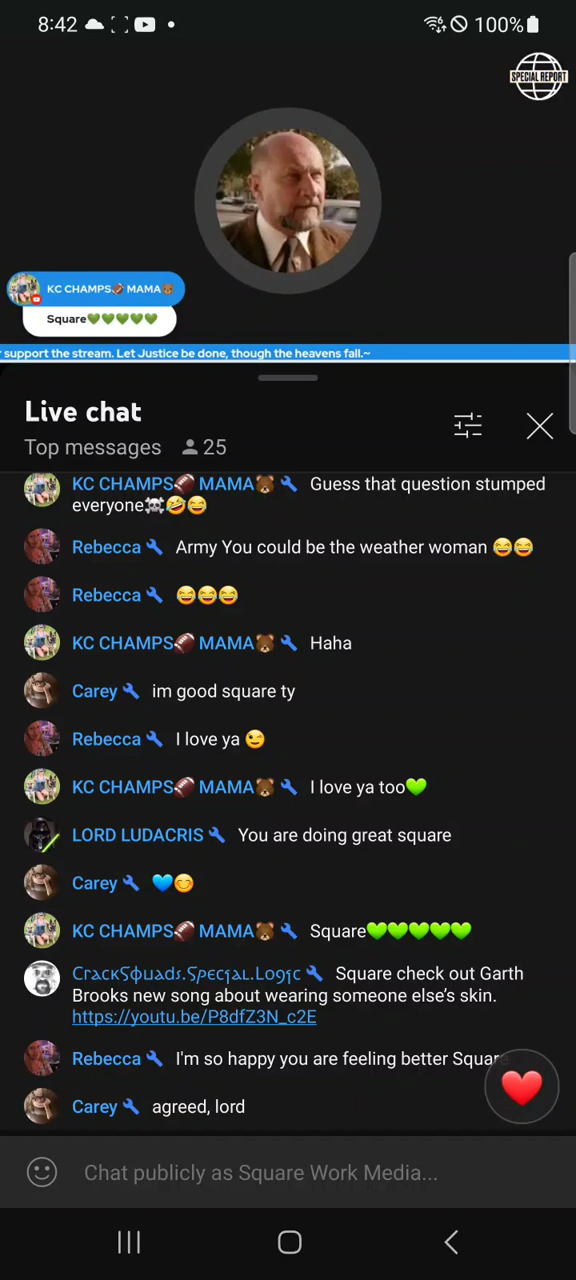 8:42
100%
SPECIAL REPORT
KC CHAMPS🏈 MAMA🐻
Square💚💚💚💚💚
support the stream. Let Justice be done, though the heavens fall.~
Live chat
Top messages 25
KC CHAMPS🏈 MAMA🐻 Guess that question stumped
everyone☠️🤣😂
Rebecca Army You could be the weather woman 😂😂
Rebecca 😂😂😂
KC CHAMPS🏈 MAMA🐻 Haha
Carey im good square ty
Rebecca I love ya 😉
KC CHAMPS🏈 MAMA🐻 I love ya too💚
LORD LUDACRIS You are doing great square
Carey 💙😊
KC CHAMPS🏈 MAMA🐻 Square💚💚💚💚💚
Square check out Garth
Brooks new song about wearing someone else's skin.
https://youtu.be/P8dfZ3N_c2E
Rebecca I'm so happy you are feeling better Square
Carey agreed, lord
Chat publicly as Square Work Media...